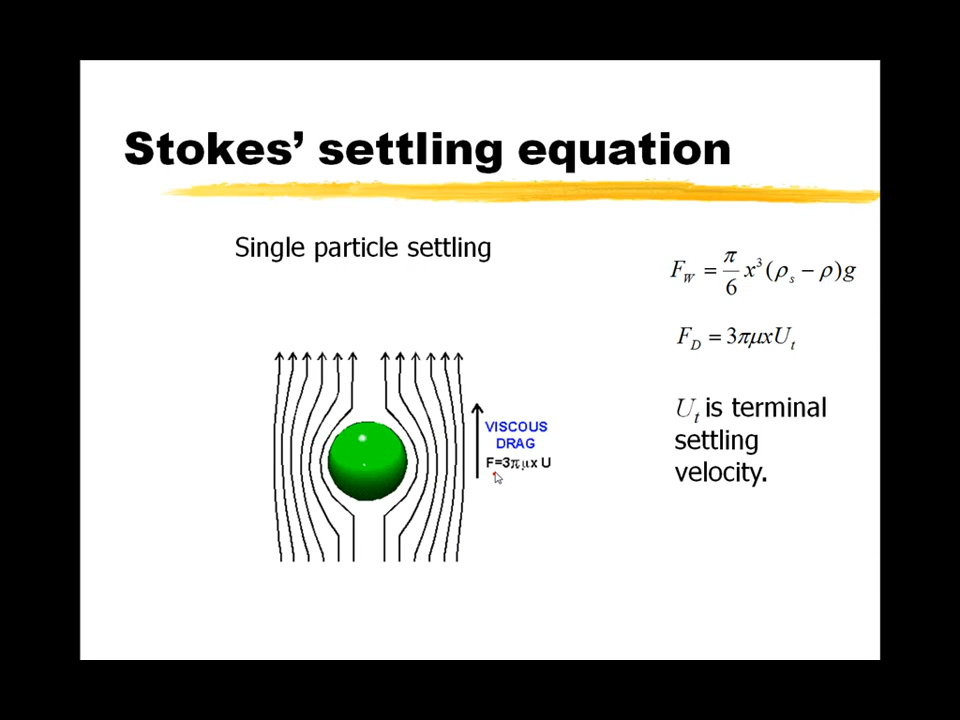 Stokes’ settling equation
Single particle settling
F_W = π/6 x³(ρ_s − ρ)g
F_D = 3πμxU_t
VISCOUS
DRAG
F=3πμx U
U_t is terminal
settling
velocity.